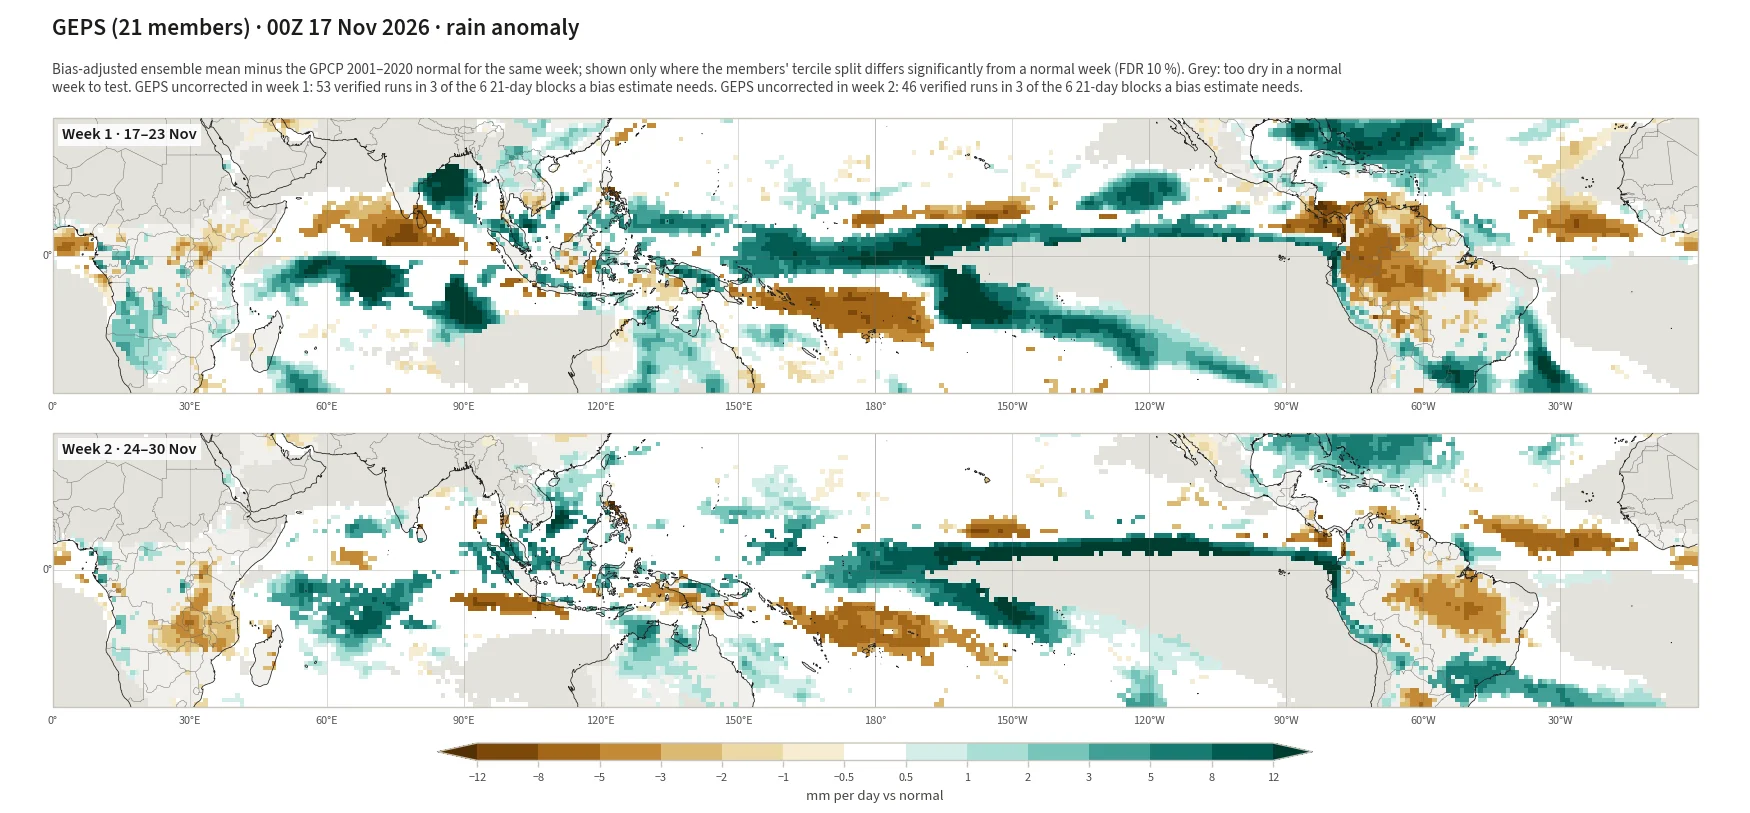 GEPS (21 members) · 00Z 17 Nov 2026 · rain anomaly
Bias-adjusted ensemble mean minus the GPCP 2001–2020 normal for the same week; shown only where the members' tercile split differs significantly from a normal week (FDR 10 %). Grey: too dry in a normal
week to test. GEPS uncorrected in week 1: 53 verified runs in 3 of the 6 21-day blocks a bias estimate needs. GEPS uncorrected in week 2: 46 verified runs in 3 of the 6 21-day blocks a bias estimate needs.
Week 1 · 17–23 Nov
0°
0° 30°E 60°E 90°E 120°E 150°E 180° 150°W 120°W 90°W 60°W 30°W
Week 2 · 24–30 Nov
0°
0° 30°E 60°E 90°E 120°E 150°E 180° 150°W 120°W 90°W 60°W 30°W
−12 −8 −5 −3 −2 −1 −0.5 0.5 1 2 3 5 8 12
mm per day vs normal